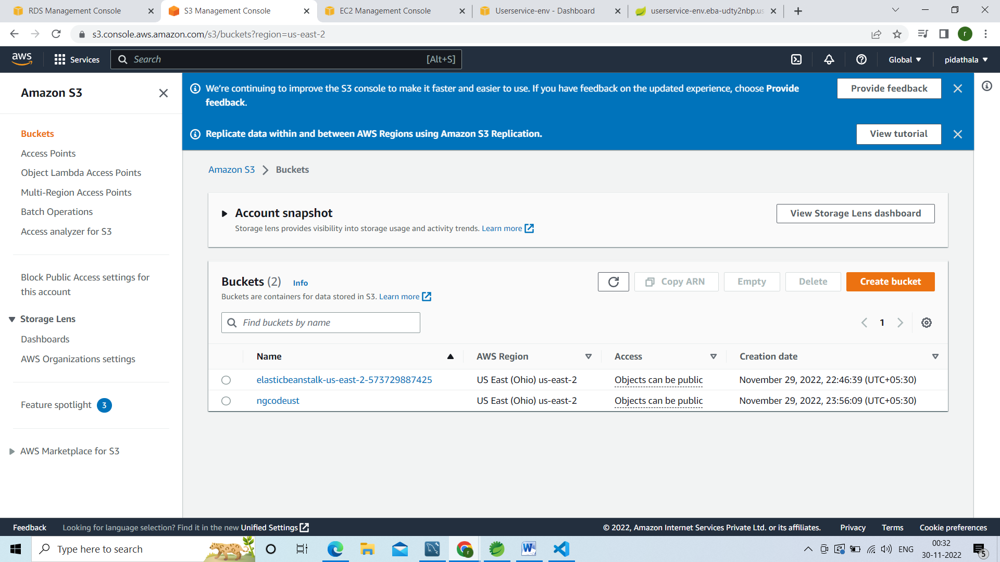 RDS Management Console
S3 Management Console
EC2 Management Console
Userservice-env - Dashboard
userservice-env.eba-udty2nbp.us
s3.console.aws.amazon.com/s3/buckets?region=us-east-2
r
aws
Services
Search
[Alt+S]
Global
pidathala
Amazon S3
Buckets
Access Points
Object Lambda Access Points
Multi-Region Access Points
Batch Operations
Access analyzer for S3
Block Public Access settings for
this account
Storage Lens
Dashboards
AWS Organizations settings
Feature spotlight 3
AWS Marketplace for S3
We’re continuing to improve the S3 console to make it faster and easier to use. If you have feedback on the updated experience, choose Provide
feedback.
Provide feedback
Replicate data within and between AWS Regions using Amazon S3 Replication.
View tutorial
Amazon S3 Buckets
Account snapshot
Storage lens provides visibility into storage usage and activity trends. Learn more
View Storage Lens dashboard
Buckets (2) Info
Buckets are containers for data stored in S3. Learn more
Copy ARN
Empty
Delete
Create bucket
Find buckets by name
1
Name AWS Region Access Creation date
elasticbeanstalk-us-east-2-573729887425 US East (Ohio) us-east-2 Objects can be public November 29, 2022, 22:46:39 (UTC+05:30)
ngcodeust US East (Ohio) us-east-2 Objects can be public November 29, 2022, 23:56:09 (UTC+05:30)
Feedback Looking for language selection? Find it in the new Unified Settings
© 2022, Amazon Internet Services Private Ltd. or its affiliates. Privacy Terms Cookie preferences
Type here to search
ENG
00:32
30-11-2022
5